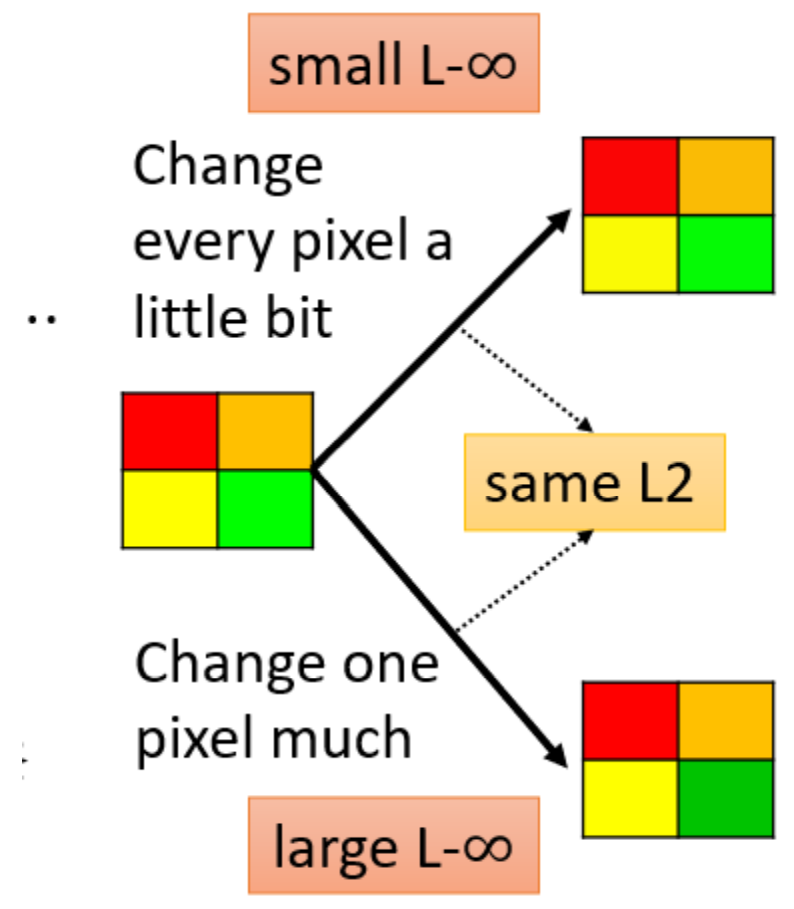 small L-∞
Change
every pixel a
little bit
..
same L2
Change one
pixel much
large L-∞